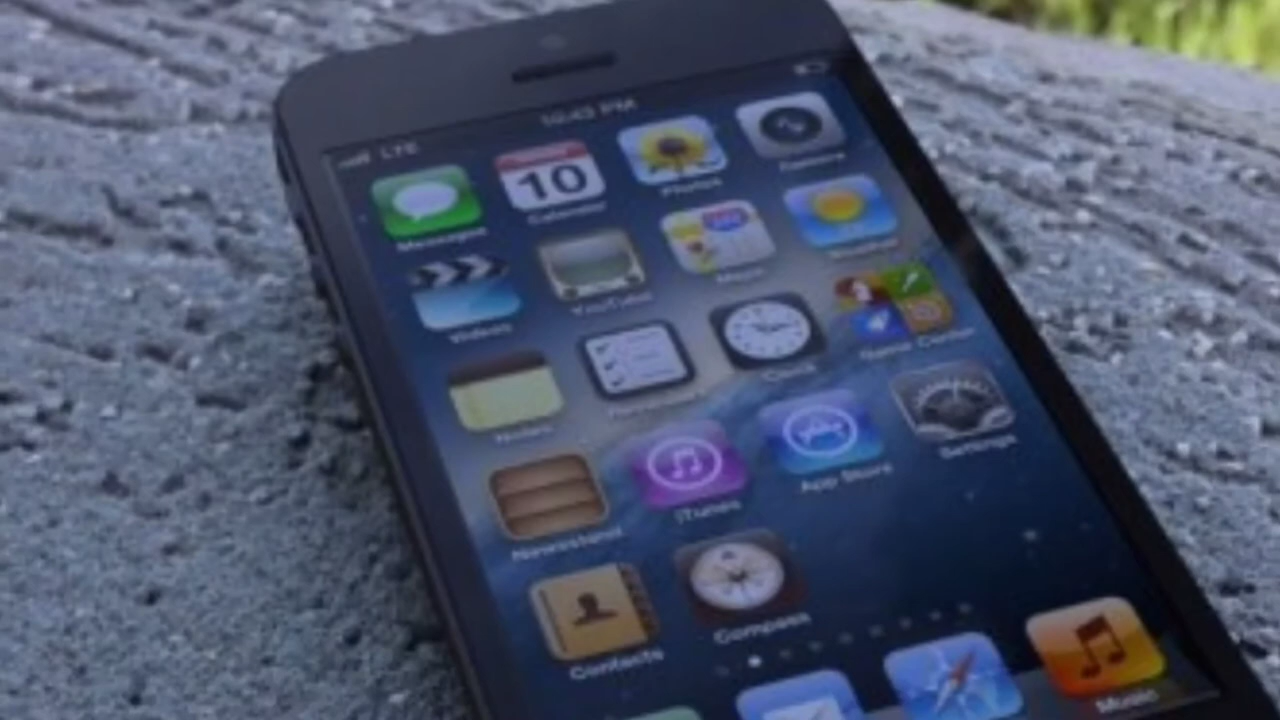 LTE 10:45 PM
Messages 10 Calendar Photos Camera
Videos YouTube Maps Weather
Notes Reminders Clock Game Center
Newsstand iTunes App Store Settings
Contacts Compass
Music